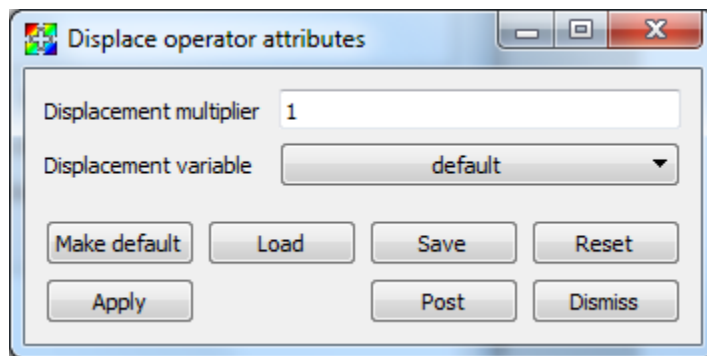 Displace operator attributes
Displacement multiplier 1
Displacement variable default
Make default Load Save Reset
Apply Post Dismiss